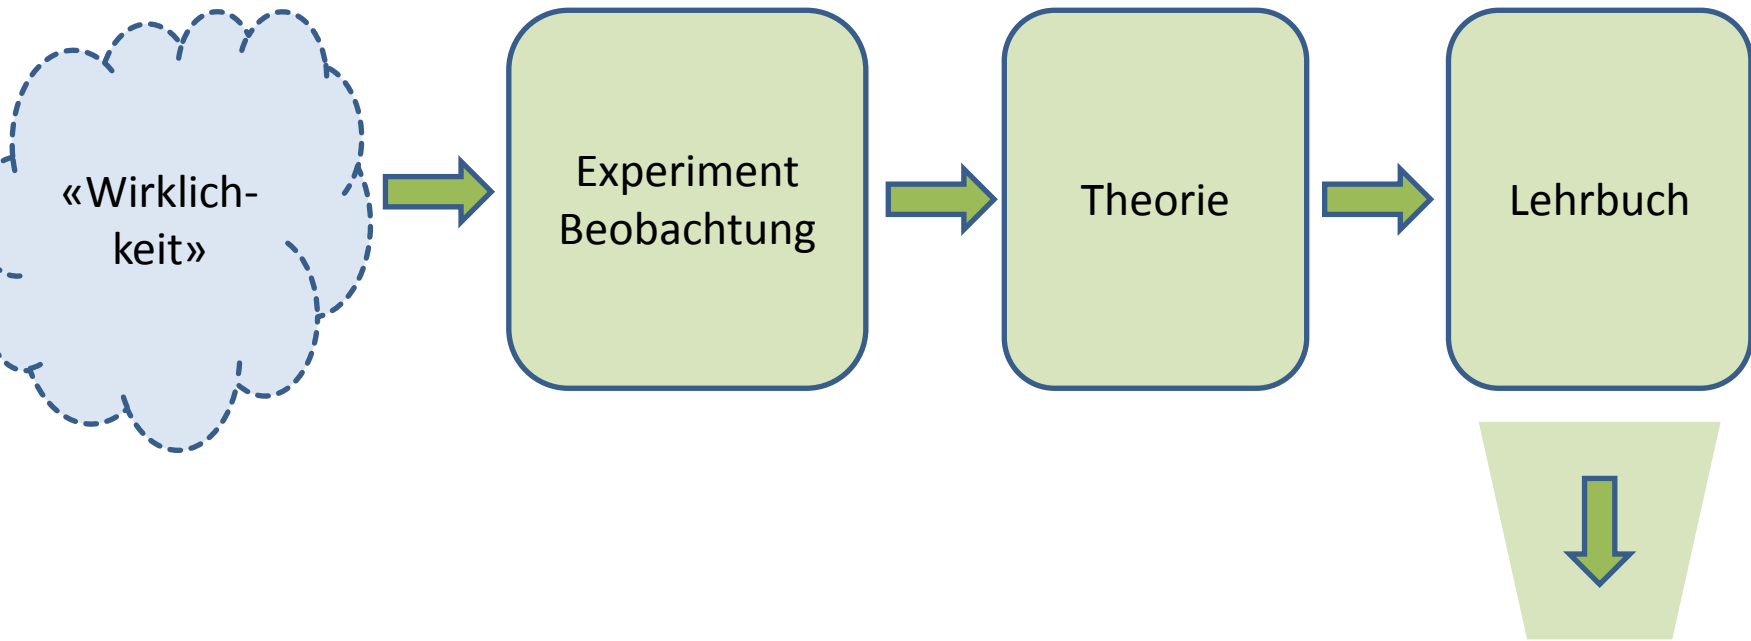 «Wirklich-
keit»
Experiment
Beobachtung
Theorie
Lehrbuch